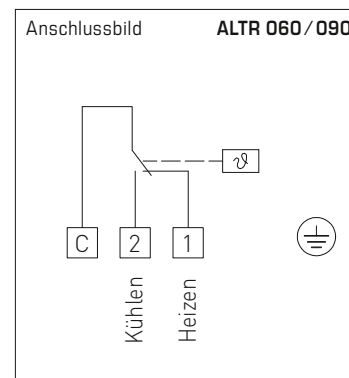 Anschlussbild ALTR 060/090
ϑ
C 2 1
Kühlen
Heizen